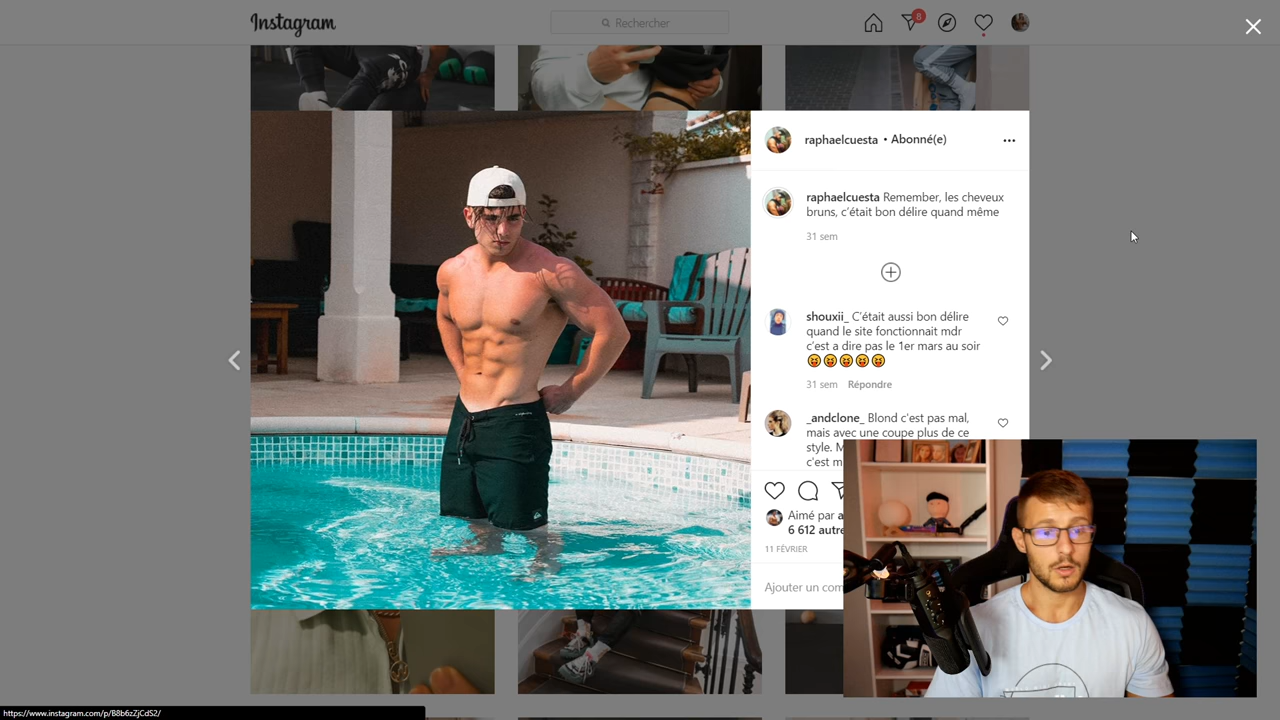 Instagram
Rechercher
8
raphaelcuesta • Abonné(e)
raphaelcuesta Remember, les cheveux
bruns, c'était bon délire quand même
31 sem
shouxii_ C'était aussi bon délire
quand le site fonctionnait mdr
c'est a dire pas le 1er mars au soir
😝😝😝😝😝
31 sem Répondre
_andclone_ Blond c'est pas mal,
mais avec une coupe plus de ce
style. M
c'est m
Aimé par a
6 612 autre
11 FÉVRIER
Ajouter un com
https://www.instagram.com/p/B8b6zZjCdS2/